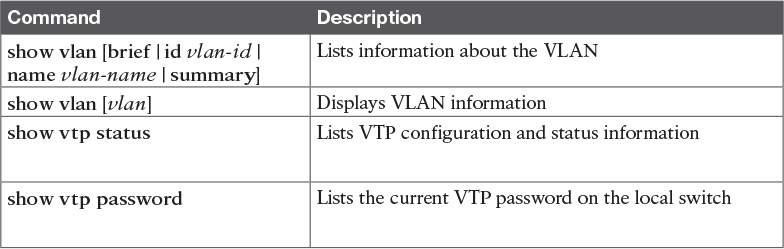 Command Description
show vlan [brief | id vlan-id | Lists information about the VLAN
name vlan-name | summary]
show vlan [vlan] Displays VLAN information
show vtp status Lists VTP configuration and status information
show vtp password Lists the current VTP password on the local switch